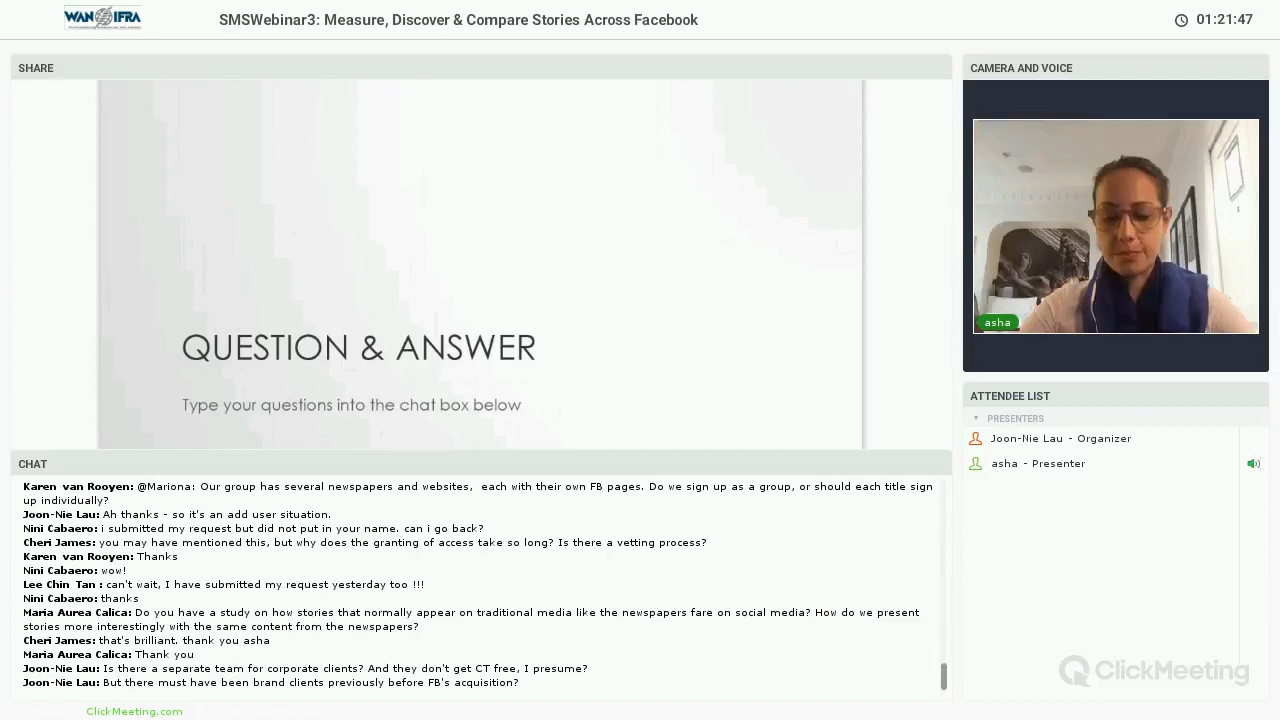 WAN IFRA
SMSWebinar3: Measure, Discover & Compare Stories Across Facebook
01:21:47
SHARE
QUESTION & ANSWER
Type your questions into the chat box below
CAMERA AND VOICE
asha
ATTENDEE LIST
PRESENTERS
Joon-Nie Lau - Organizer
asha - Presenter
CHAT
Karen van Rooyen: @Mariona: Our group has several newspapers and websites, each with their own FB pages. Do we sign up as a group, or should each title sign
up individually?
Joon-Nie Lau: Ah thanks - so it's an add user situation.
Nini Cabaero: i submitted my request but did not put in your name. can i go back?
Cheri James: you may have mentioned this, but why does the granting of access take so long? Is there a vetting process?
Karen van Rooyen: Thanks
Nini Cabaero: wow!
Lee Chin Tan : can't wait, I have submitted my request yesterday too !!!
Nini Cabaero: thanks
Maria Aurea Calica: Do you have a study on how stories that normally appear on traditional media like the newspapers fare on social media? How do we present
stories more interestingly with the same content from the newspapers?
Cheri James: that's brilliant. thank you asha
Maria Aurea Calica: Thank you
Joon-Nie Lau: Is there a separate team for corporate clients? And they don't get CT free, I presume?
Joon-Nie Lau: But there must have been brand clients previously before FB's acquisition?
ClickMeeting
ClickMeeting.com